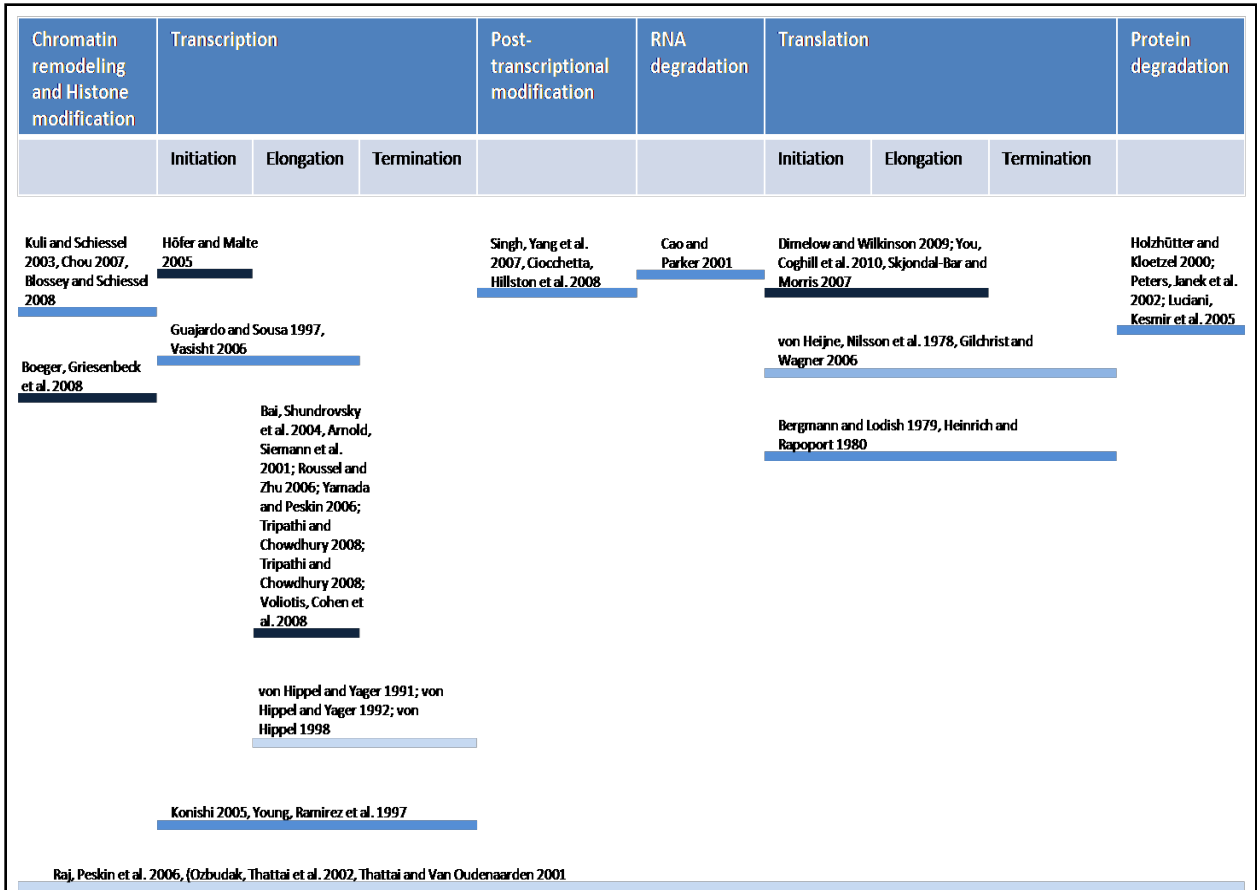 Chromatin
remodeling
and Histone
modification
Transcription
Post-
transcriptional
modification
RNA
degradation
Translation
Protein
degradation
Initiation
Elongation
Termination
Initiation
Elongation
Termination
Kuli and Schiessel
2003, Chou 2007,
Blossey and Schiessel
2008
Höfer and Malte
2005
Singh, Yang et al.
2007, Ciocchetta,
Hillston et al. 2008
Cao and
Parker 2001
Dimelow and Wilkinson 2009; You,
Coghill et al. 2010, Skjondal-Bar and
Morris 2007
Holzhütter and
Kloetzel 2000;
Peters, Janek et al.
2002; Luciani,
Kesmir et al. 2005
Guajardo and Sousa 1997,
Vasisht 2006
von Heijne, Nilsson et al. 1978, Gilchrist and
Wagner 2006
Boeger, Griesenbeck
et al. 2008
Bai, Shundrovsky
et al. 2004, Arnold,
Siemann et al.
2001; Roussel and
Zhu 2006; Yamada
and Peskin 2006;
Tripathi and
Chowdhury 2008;
Tripathi and
Chowdhury 2008;
Voliotis, Cohen et
al. 2008
Bergmann and Lodish 1979, Heinrich and
Rapoport 1980
von Hippel and Yager 1991; von
Hippel and Yager 1992; von
Hippel 1998
Konishi 2005, Young, Ramirez et al. 1997
Raj, Peskin et al. 2006, (Ozbudak, Thattai et al. 2002, Thattai and Van Oudenaarden 2001